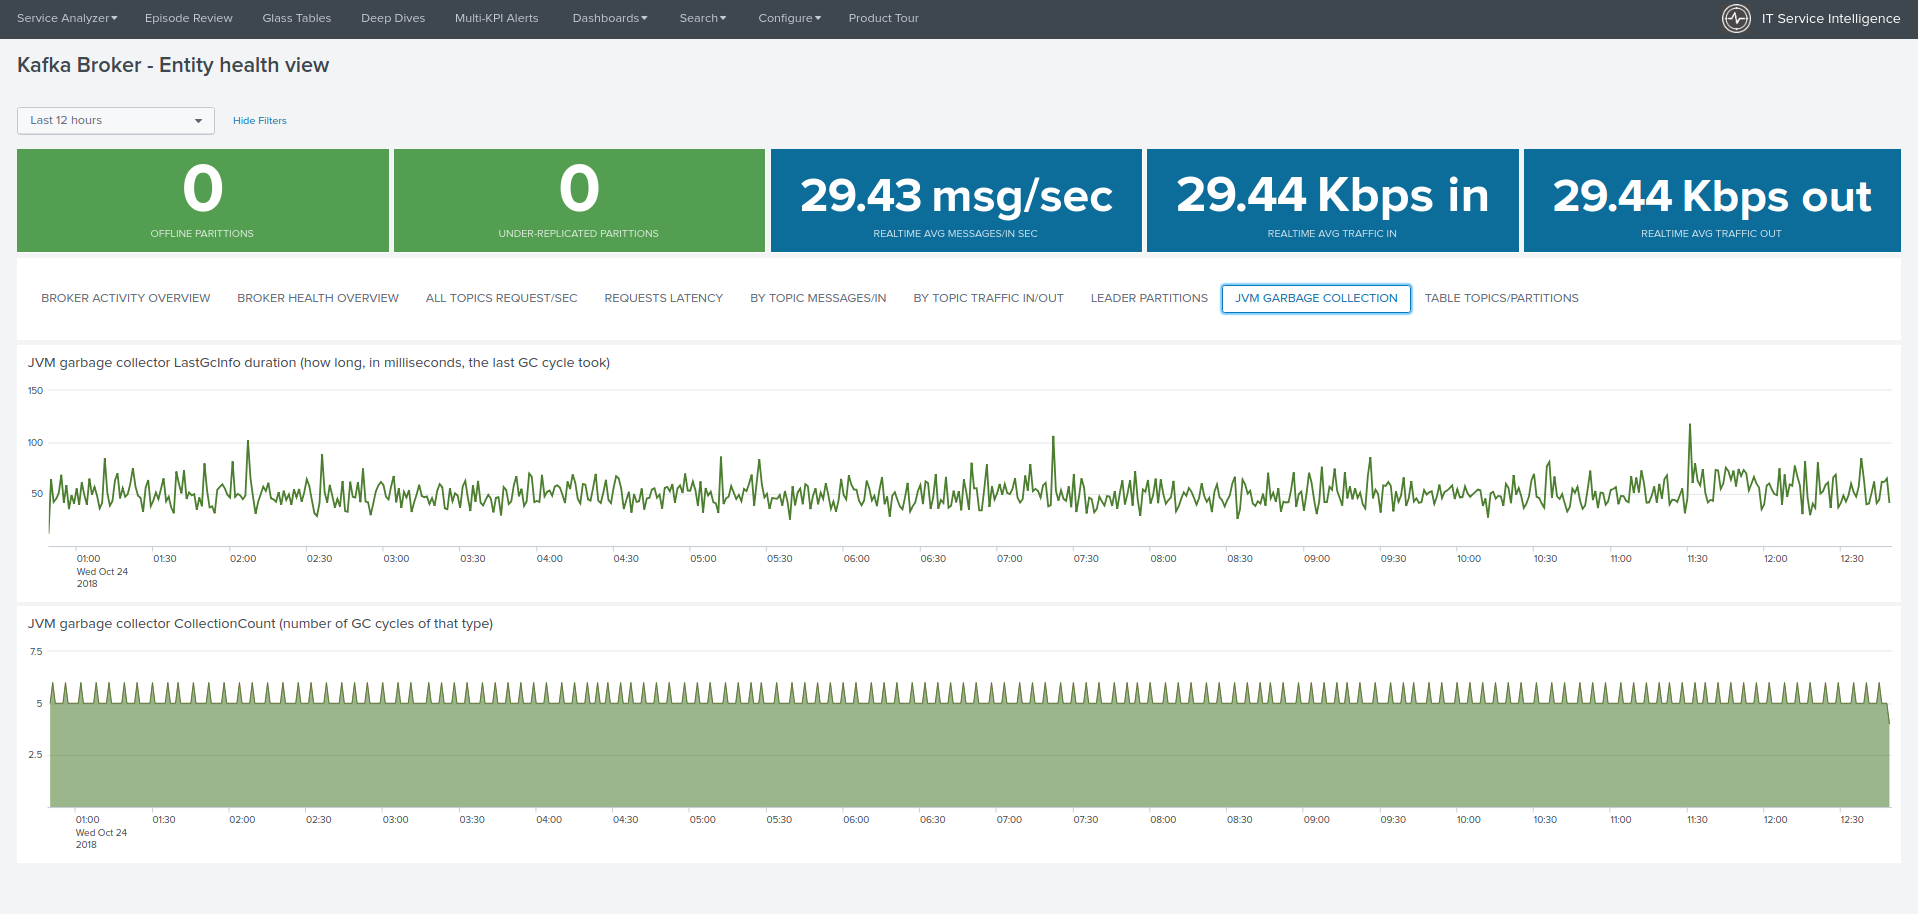 Service Analyzer Episode Review Glass Tables Deep Dives Multi-KPI Alerts Dashboards Search Configure Product Tour IT Service Intelligence
Kafka Broker - Entity health view
Last 12 hours Hide Filters
0 0 29.43 msg/sec 29.44 Kbps in 29.44 Kbps out
OFFLINE PARITTIONS UNDER-REPLICATED PARITTIONS REALTIME AVG MESSAGES/IN SEC REALTIME AVG TRAFFIC IN REALTIME AVG TRAFFIC OUT
BROKER ACTIVITY OVERVIEW BROKER HEALTH OVERVIEW ALL TOPICS REQUEST/SEC REQUESTS LATENCY BY TOPIC MESSAGES/IN BY TOPIC TRAFFIC IN/OUT LEADER PARTITIONS JVM GARBAGE COLLECTION TABLE TOPICS/PARTITIONS
JVM garbage collector LastGcInfo duration (how long, in milliseconds, the last GC cycle took)
150
100
50
01:00 01:30 02:00 02:30 03:00 03:30 04:00 04:30 05:00 05:30 06:00 06:30 07:00 07:30 08:00 08:30 09:00 09:30 10:00 10:30 11:00 11:30 12:00 12:30
Wed Oct 24
2018
JVM garbage collector CollectionCount (number of GC cycles of that type)
7.5
5
2.5
01:00 01:30 02:00 02:30 03:00 03:30 04:00 04:30 05:00 05:30 06:00 06:30 07:00 07:30 08:00 08:30 09:00 09:30 10:00 10:30 11:00 11:30 12:00 12:30
Wed Oct 24
2018